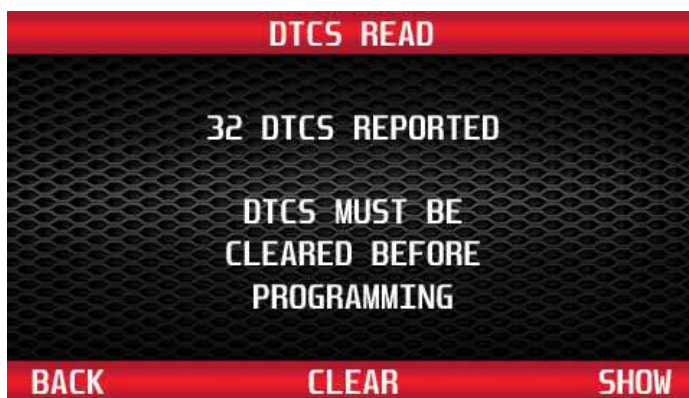 DTCS READ
32 DTCS REPORTED
DTCS MUST BE
CLEARED BEFORE
PROGRAMMING
BACK CLEAR SHOW